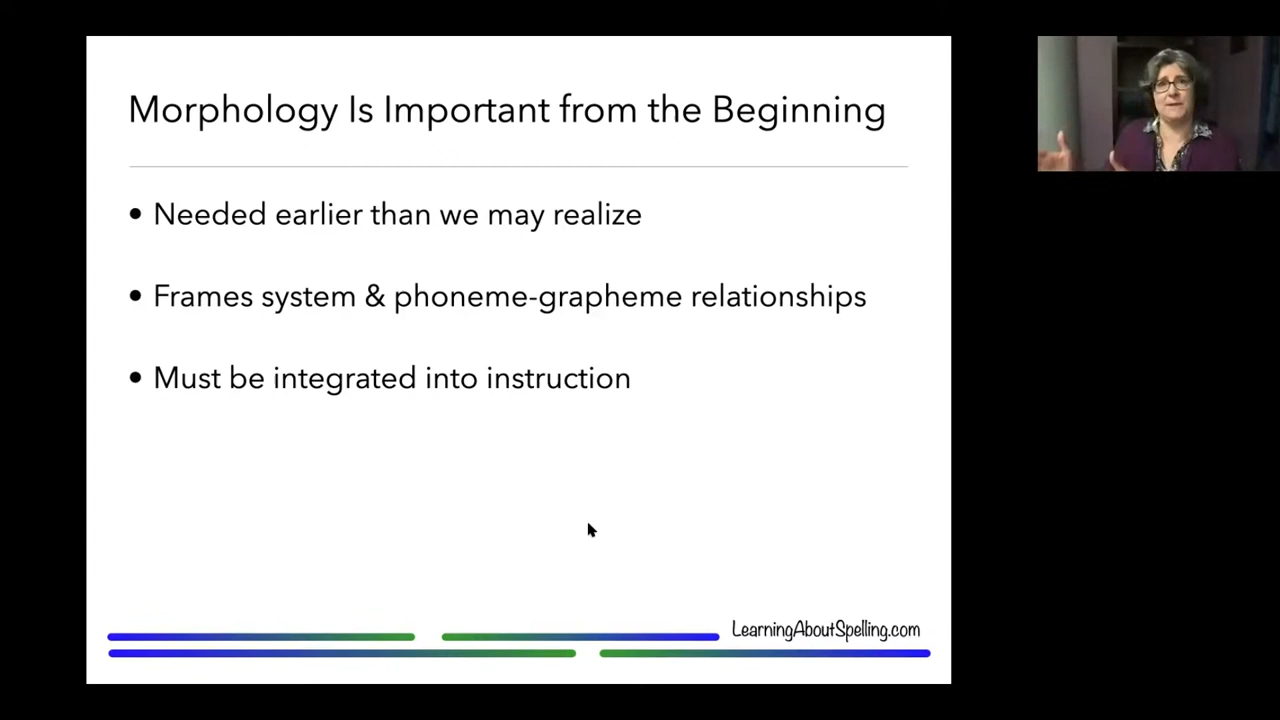 Morphology Is Important from the Beginning
• Needed earlier than we may realize
• Frames system & phoneme-grapheme relationships
• Must be integrated into instruction
LearningAboutSpelling.com